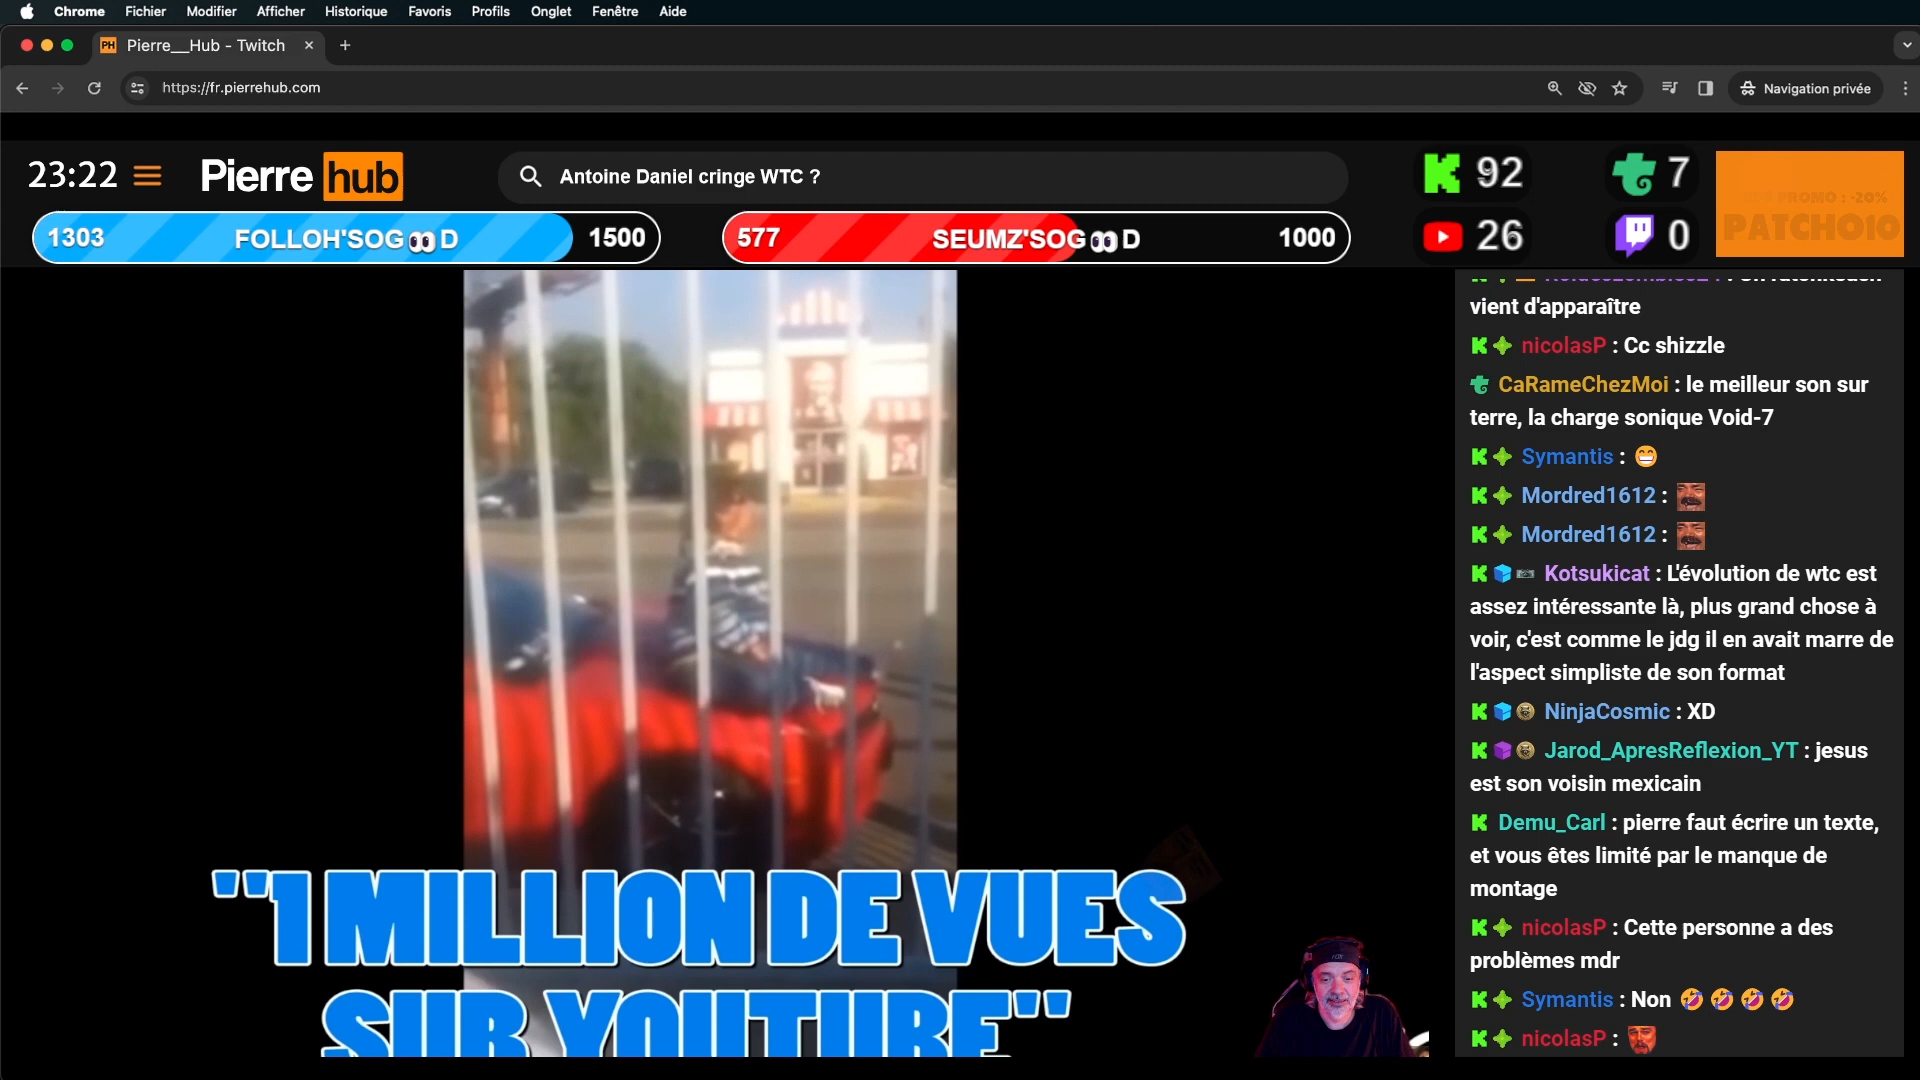 Chrome Fichier Modifier Afficher Historique Favoris Profils Onglet Fenêtre Aide
PH Pierre__Hub - Twitch
https://fr.pierrehub.com
Navigation privée
23:22
Pierre hub
Antoine Daniel cringe WTC ?
92
7
1303 FOLLOH'SOG👀D 1500
577 SEUMZ'SOG👀D 1000
26
0
PROMO : -20%
PATCHO10
vient d'apparaître
nicolasP : Cc shizzle
CaRameChezMoi : le meilleur son sur
terre, la charge sonique Void-7
Symantis : 😁
Mordred1612 :
Mordred1612 :
Kotsukicat : L'évolution de wtc est
assez intéressante là, plus grand chose à
voir, c'est comme le jdg il en avait marre de
l'aspect simpliste de son format
NinjaCosmic : XD
Jarod_ApresReflexion_YT : jesus
est son voisin mexicain
Demu_Carl : pierre faut écrire un texte,
et vous êtes limité par le manque de
montage
nicolasP : Cette personne a des
problèmes mdr
Symantis : Non 🤣 🤣 🤣 🤣
nicolasP :
"1 MILLION DE VUES
SUR YOUTUBE"